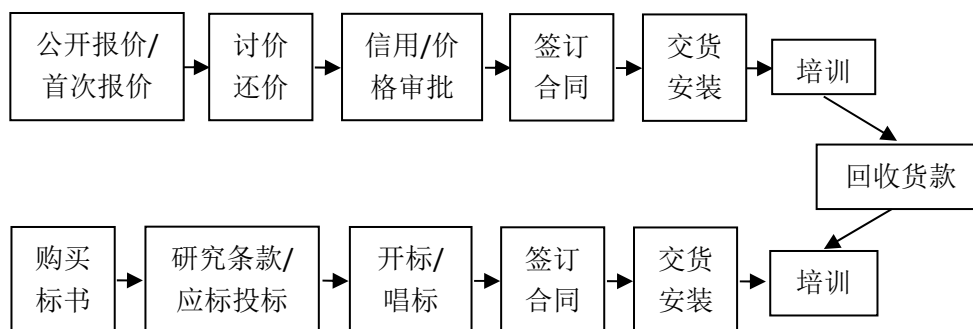 公开报价/
首次报价
讨价
还价
信用/价
格审批
签订
合同
交货
安装
培训
回收货款
购买
标书
研究条款/
应标投标
开标/
唱标
签订
合同
交货
安装
培训